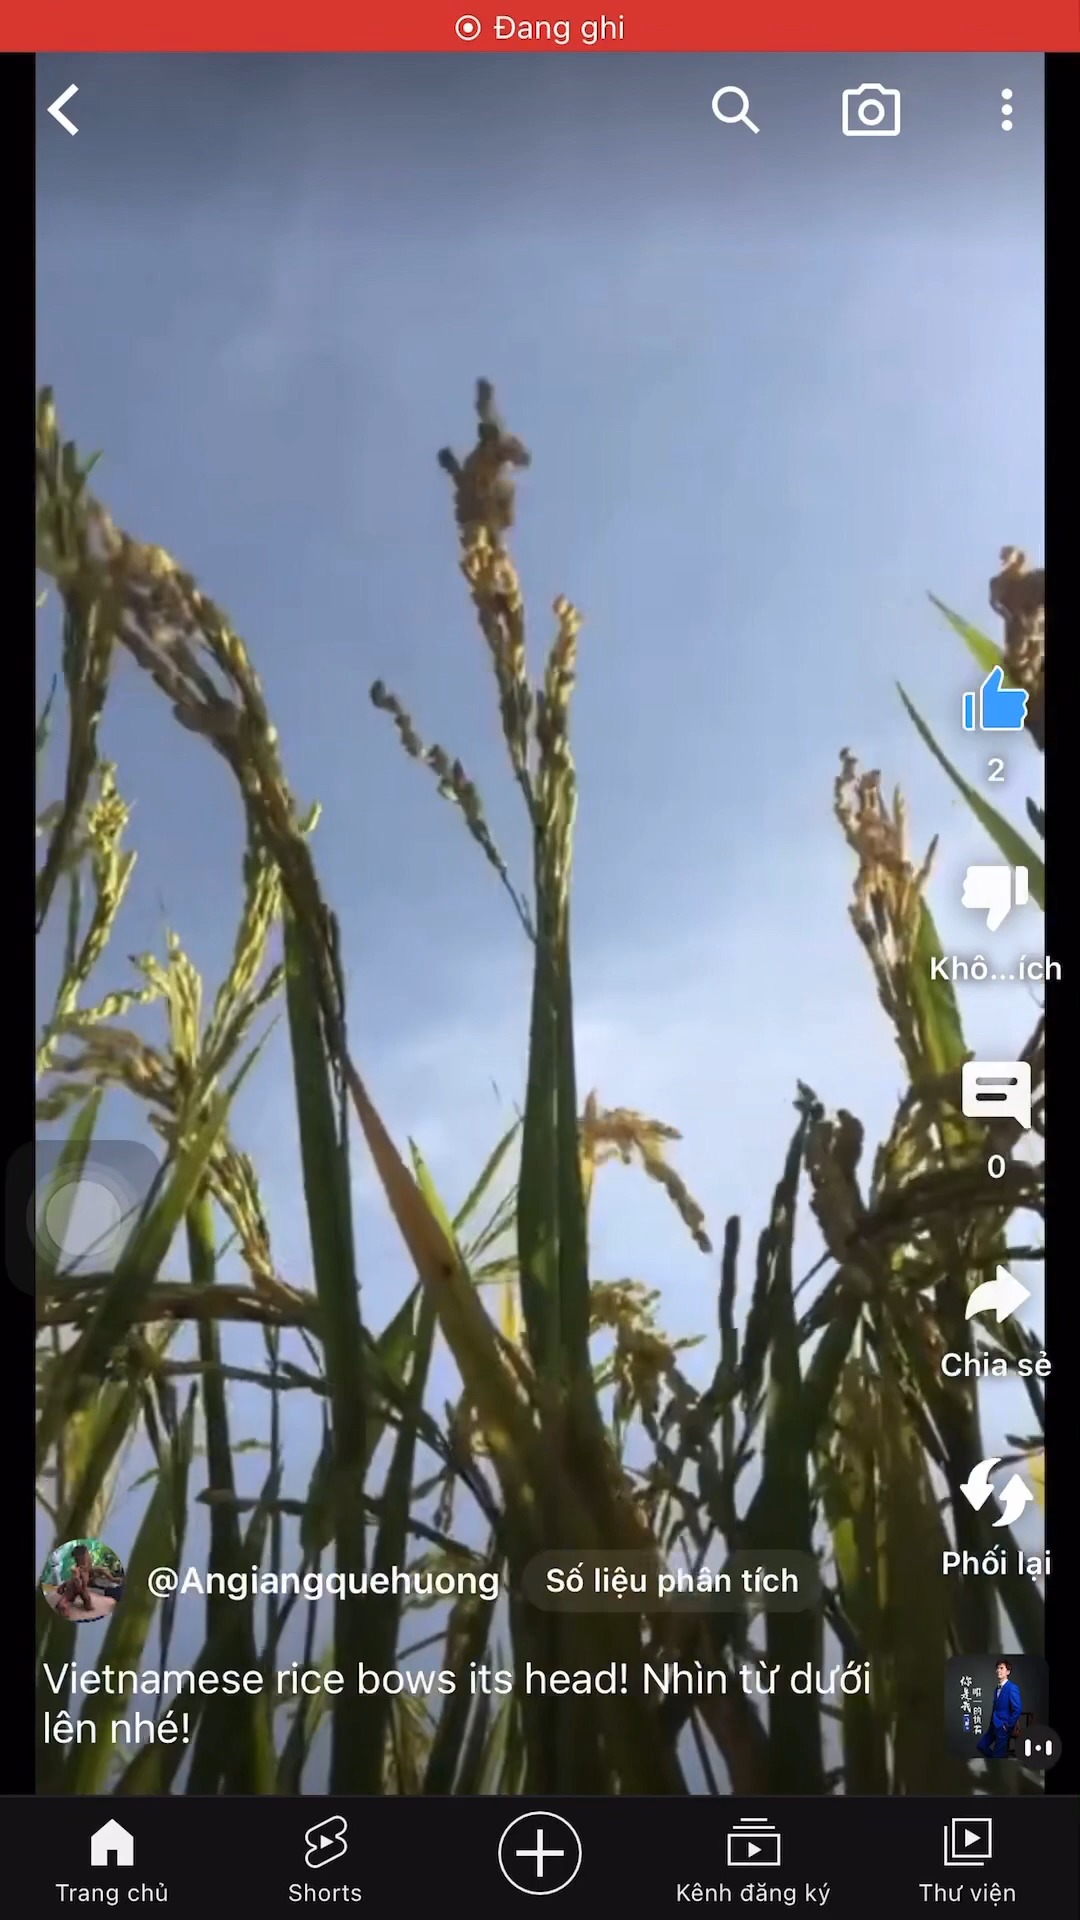 Đang ghi
2
Khô...ích
0
Chia sẻ
Phối lại
@Angiangquehuong
Số liệu phân tích
Vietnamese rice bows its head! Nhìn từ dưới
lên nhé!
Trang chủ
Shorts
Kênh đăng ký
Thư viện